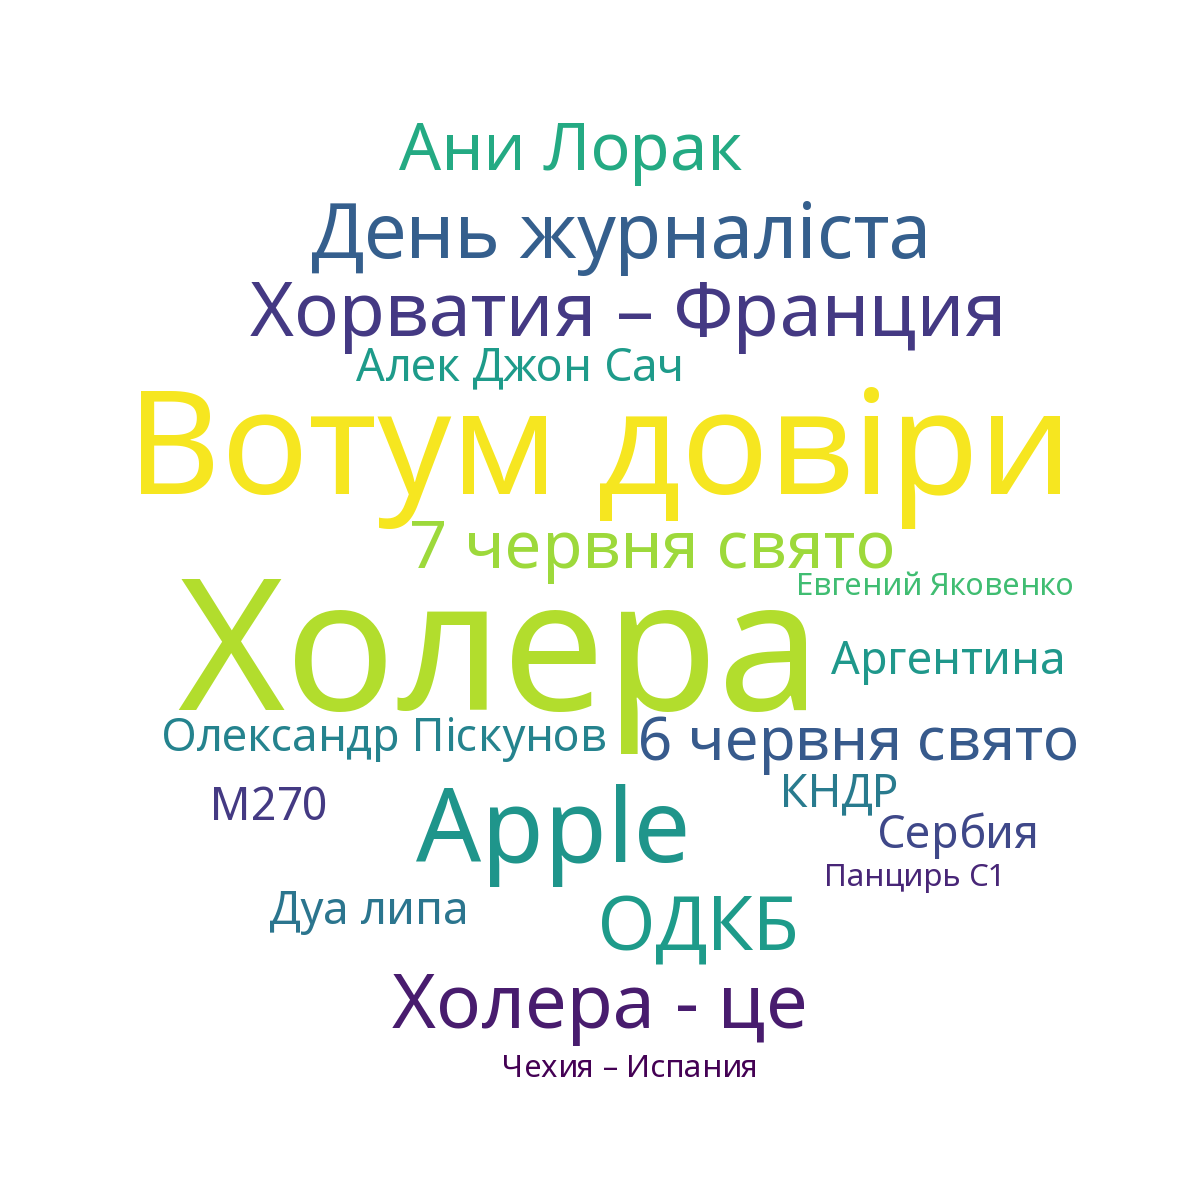 Ани Лорак
День журналіста
Хорватия – Франция
Алек Джон Сач
Вотум довіри
7 червня свято
Евгений Яковенко
Холера
Аргентина
Олександр Піскунов
6 червня свято
М270
КНДР
Apple
Сербия
Панцирь С1
Дуа липа
ОДКБ
Холера - це
Чехия – Испания